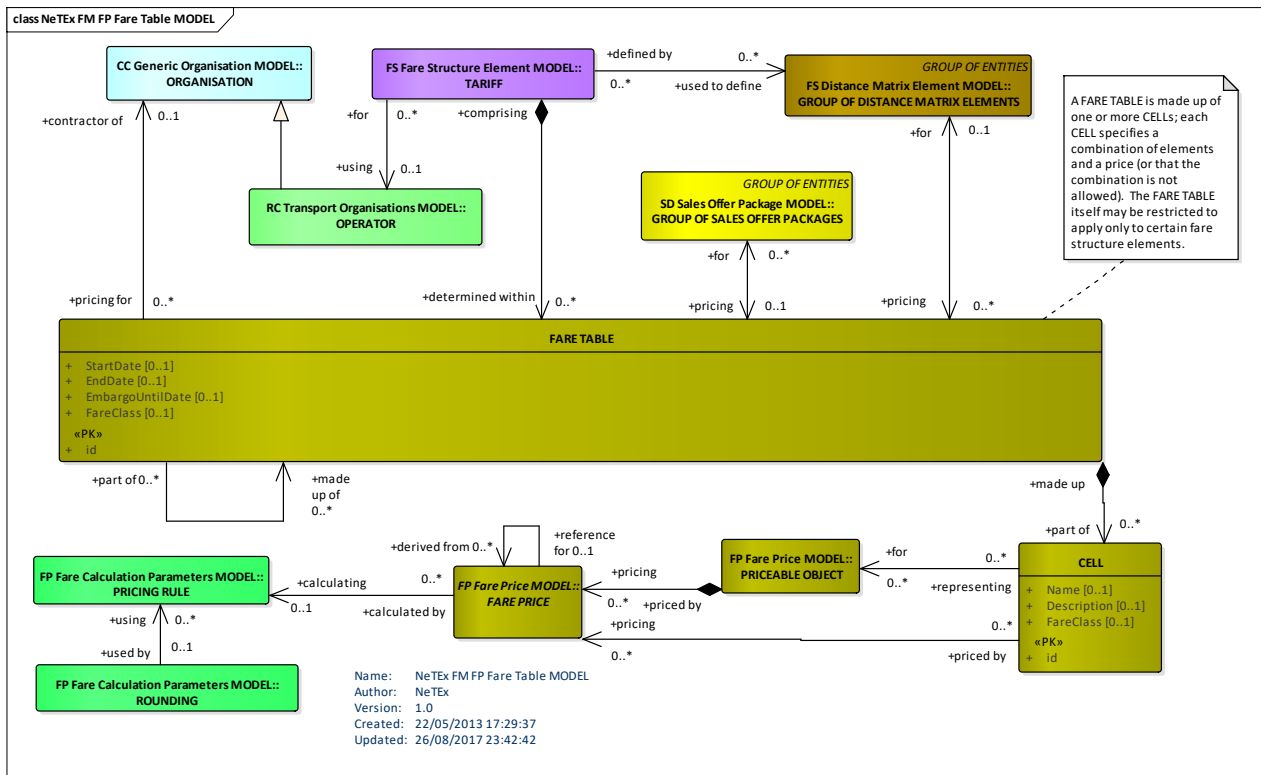 class NeTEx FM FP Fare Table MODEL
CC Generic Organisation MODEL::
ORGANISATION
FS Fare Structure Element MODEL::
TARIFF
+defined by
0..*
0..*
+used to define
GROUP OF ENTITIES
FS Distance Matrix Element MODEL::
GROUP OF DISTANCE MATRIX ELEMENTS
A FARE TABLE is made up of
one or more CELLs; each
CELL specifies a
combination of elements
and a price (or that the
combination is not
allowed). The FARE TABLE
itself may be restricted to
apply only to certain fare
structure elements.
+contractor of
0..1
+for
0..*
+comprising
+for
0..1
+using
0..1
RC Transport Organisations MODEL::
OPERATOR
GROUP OF ENTITIES
SD Sales Offer Package MODEL::
GROUP OF SALES OFFER PACKAGES
+for
0..*
+pricing for
0..*
+determined within
0..*
+pricing
0..1
+pricing
0..*
FARE TABLE
+ StartDate [0..1]
+ EndDate [0..1]
+ EmbargoUntilDate [0..1]
+ FareClass [0..1]
«PK»
+ id
+part of 0..*
+made
up of
0..*
+made up
+part of
0..*
+derived from 0..*
+reference
for 0..1
FP Fare Calculation Parameters MODEL::
PRICING RULE
+calculating
0..*
0..1
+calculated by
FP Fare Price MODEL::
FARE PRICE
+pricing
0..*
+priced by
FP Fare Price MODEL::
PRICEABLE OBJECT
+for
0..*
0..*
+representing
CELL
+ Name [0..1]
+ Description [0..1]
+ FareClass [0..1]
«PK»
+ id
+pricing
0..*
0..*
+priced by
+using
0..*
+used by
0..1
FP Fare Calculation Parameters MODEL::
ROUNDING
Name: NeTEx FM FP Fare Table MODEL
Author: NeTEx
Version: 1.0
Created: 22/05/2013 17:29:37
Updated: 26/08/2017 23:42:42